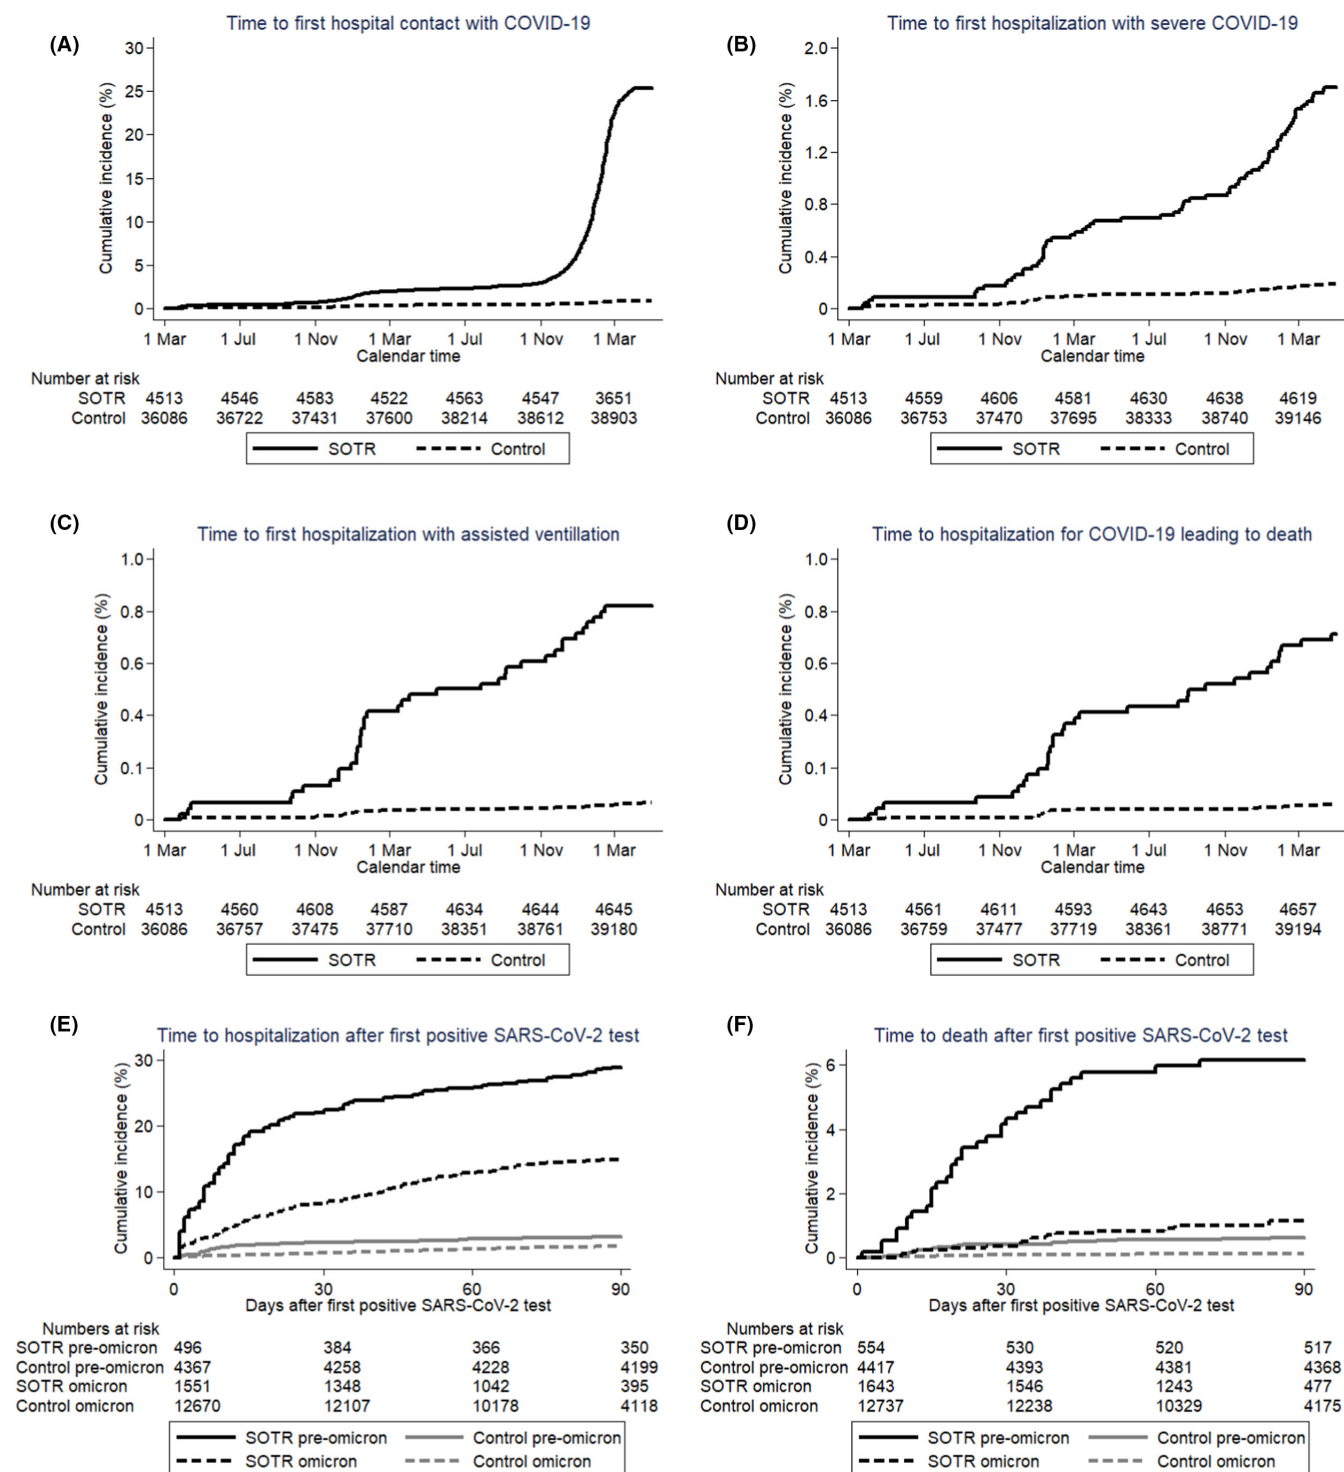 (A)
Time to first hospital contact with COVID-19
Cumulative incidence (%)
30
25
20
15
10
5
0
1 Mar 1 Jul 1 Nov 1 Mar 1 Jul 1 Nov 1 Mar
Calendar time
Number at risk
SOTR 4513 4546 4583 4522 4563 4547 3651
Control 36086 36722 37431 37600 38214 38612 38903
SOTR Control
(B)
Time to first hospitalization with severe COVID-19
Cumulative incidence (%)
2.0
1.6
1.2
0.8
0.4
0
1 Mar 1 Jul 1 Nov 1 Mar 1 Jul 1 Nov 1 Mar
Calendar time
Number at risk
SOTR 4513 4559 4606 4581 4630 4638 4619
Control 36086 36753 37470 37695 38333 38740 39146
SOTR Control
(C)
Time to first hospitalization with assisted ventillation
Cumulative incidence (%)
1.0
0.8
0.6
0.4
0.1
0
1 Mar 1 Jul 1 Nov 1 Mar 1 Jul 1 Nov 1 Mar
Calendar time
Number at risk
SOTR 4513 4560 4608 4587 4634 4644 4645
Control 36086 36757 37475 37710 38351 38761 39180
SOTR Control
(D)
Time to hospitalization for COVID-19 leading to death
Cumulative incidence (%)
1.0
0.8
0.6
0.4
0.1
0
1 Mar 1 Jul 1 Nov 1 Mar 1 Jul 1 Nov 1 Mar
Calendar time
Number at risk
SOTR 4513 4561 4611 4593 4643 4653 4657
Control 36086 36759 37477 37719 38361 38771 39194
SOTR Control
(E)
Time to hospitalization after first positive SARS-CoV-2 test
Cumulative incidence (%)
30
20
10
0
0 30 60 90
Days after first positive SARS-CoV-2 test
Numbers at risk
SOTR pre-omicron 496 384 366 350
Control pre-omicron 4367 4258 4228 4199
SOTR omicron 1551 1348 1042 395
Control omicron 12670 12107 10178 4118
SOTR pre-omicron Control pre-omicron
SOTR omicron Control omicron
(F)
Time to death after first positive SARS-CoV-2 test
Cumulative incidence (%)
6
4
2
0
0 30 60 90
Days after first positive SARS-CoV-2 test
Numbers at risk
SOTR pre-omicron 554 530 520 517
Control pre-omicron 4417 4393 4381 4368
SOTR omicron 1643 1546 1243 477
Control omicron 12737 12238 10329 4175
SOTR pre-omicron Control pre-omicron
SOTR omicron Control omicron